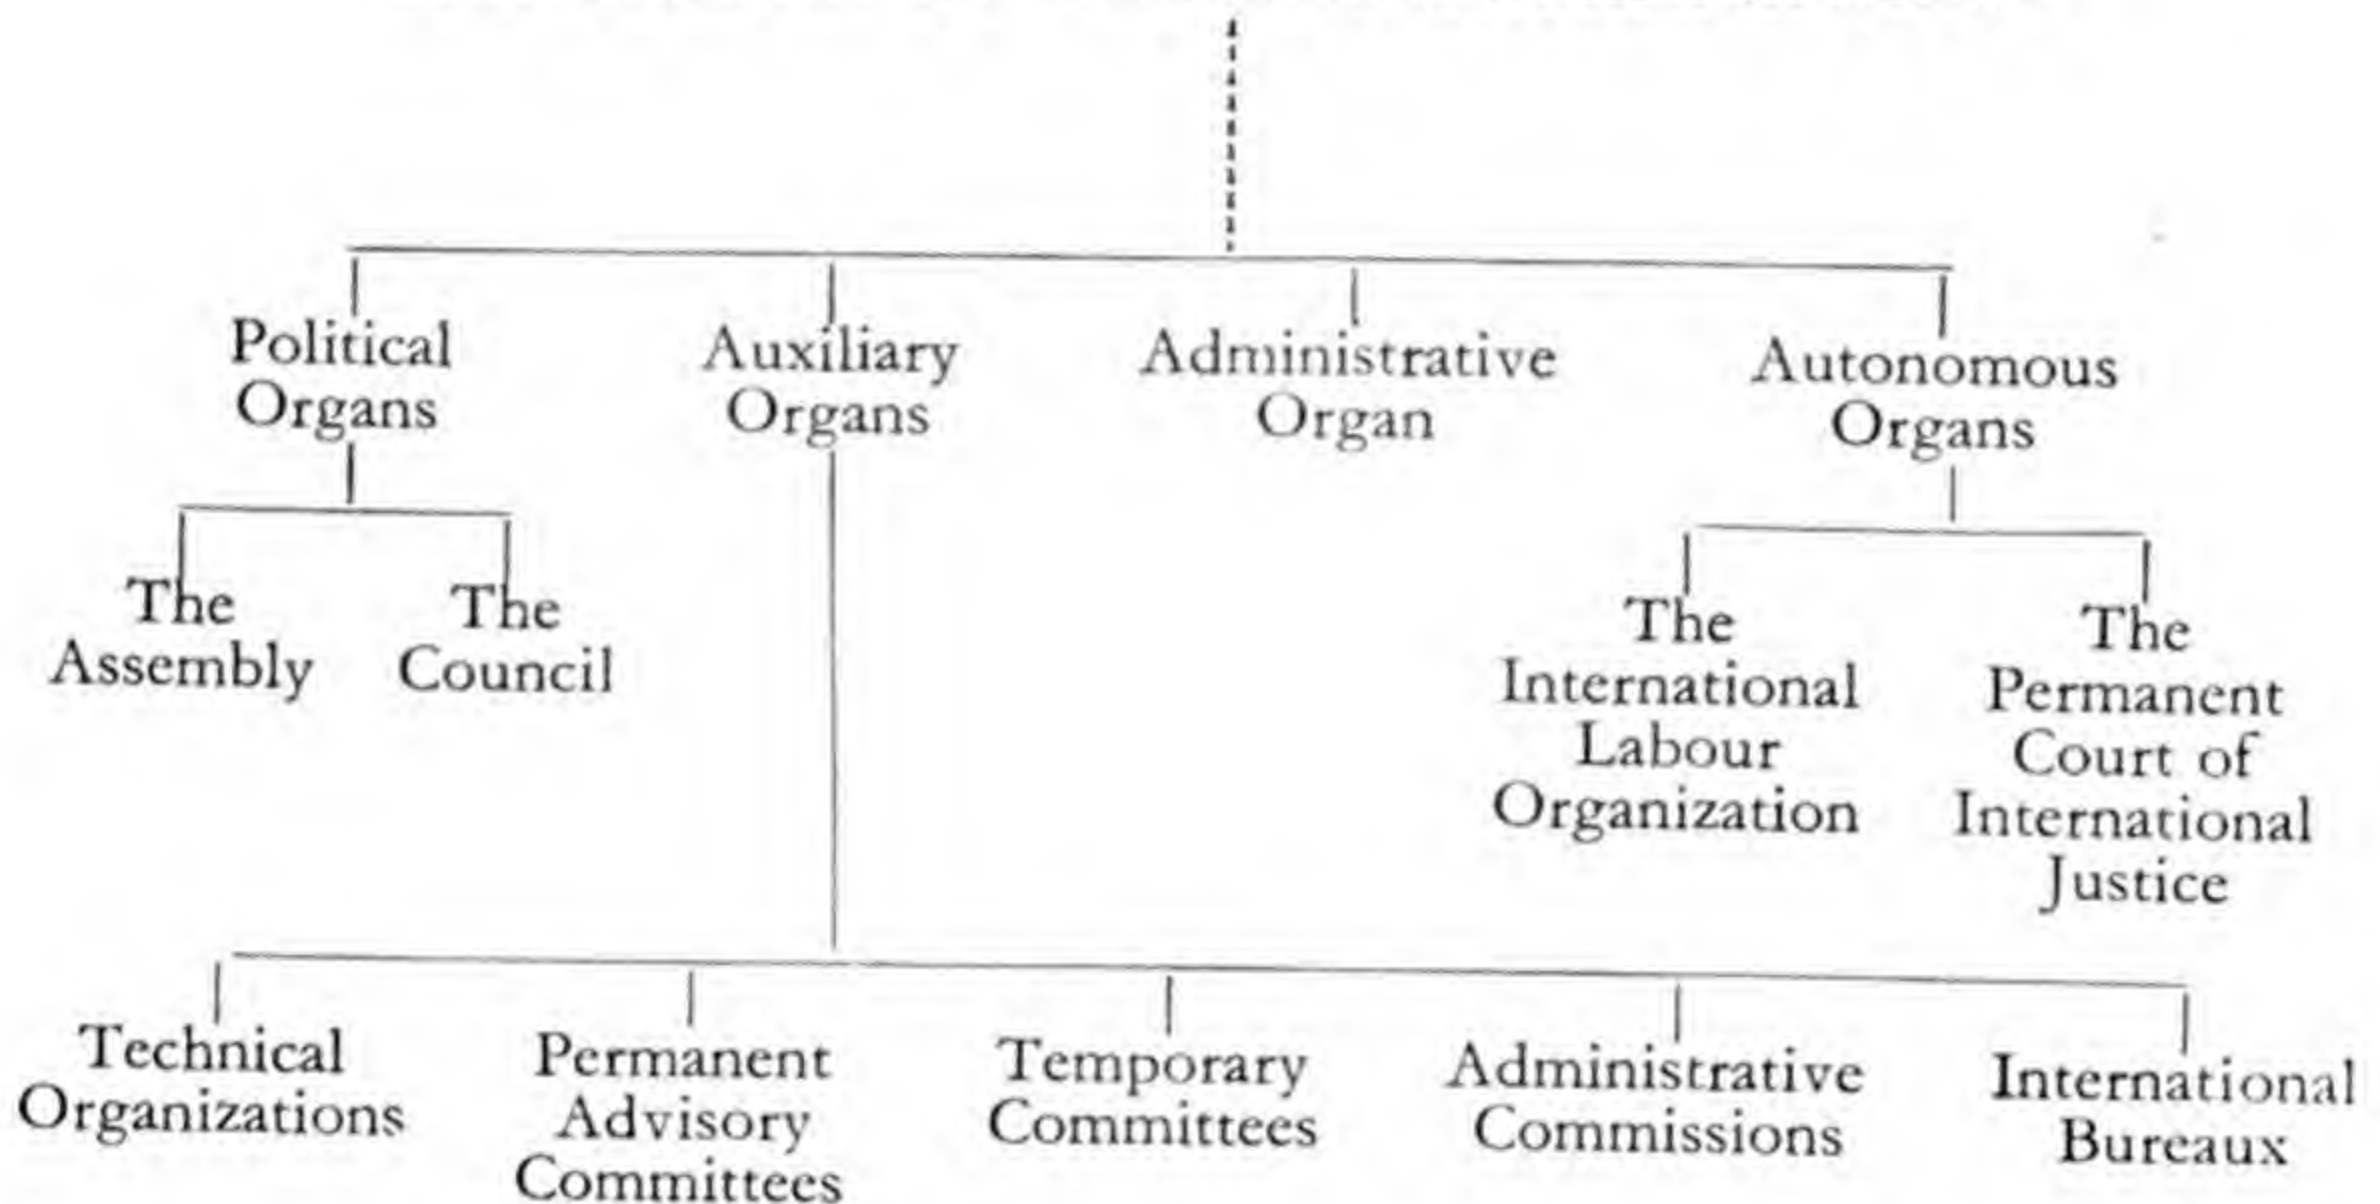 Political
Organs
Auxiliary
Organs
Administrative
Organ
Autonomous
Organs
The
Assembly
The
Council
The
International
Labour
Organization
The
Permanent
Court of
International
Justice
Technical
Organizations
Permanent
Advisory
Committees
Temporary
Committees
Administrative
Commissions
International
Bureaux